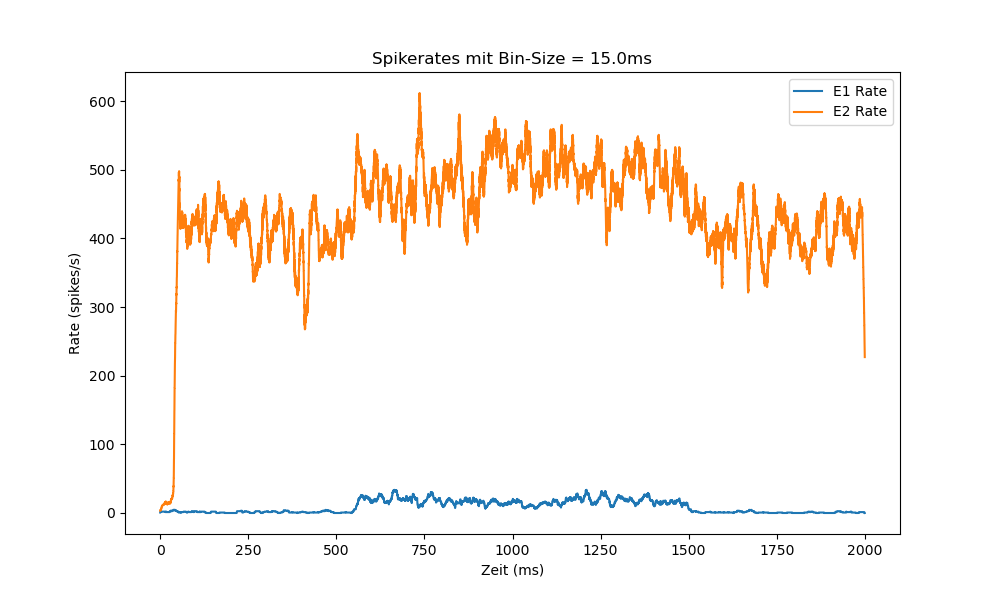 Spikerates mit Bin-Size = 15.0ms
E1 Rate
E2 Rate
600
500
400
300
200
100
0
Rate (spikes/s)
0 250 500 750 1000 1250 1500 1750 2000
Zeit (ms)